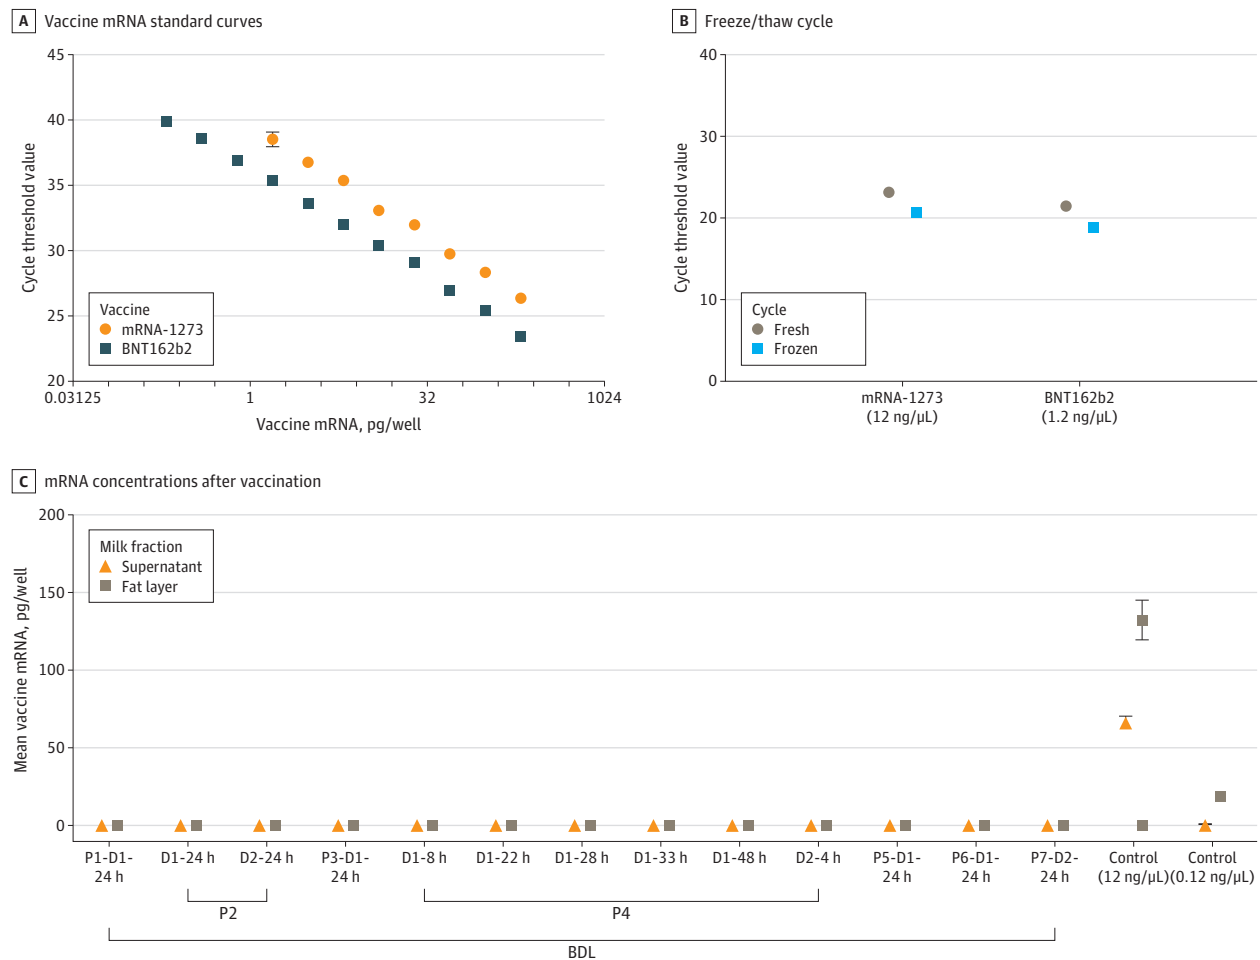 A Vaccine mRNA standard curves
45
40
35
30
25
20
Cycle threshold value
Vaccine
mRNA-1273
BNT162b2
0.03125 1 32 1024
Vaccine mRNA, pg/well
B Freeze/thaw cycle
40
30
20
10
0
Cycle threshold value
Cycle
Fresh
Frozen
mRNA-1273 BNT162b2
(12 ng/μL) (1.2 ng/μL)
C mRNA concentrations after vaccination
200
150
100
50
0
Mean vaccine mRNA, pg/well
Milk fraction
Supernatant
Fat layer
P1-D1- D1-24 h D2-24 h P3-D1- D1-8 h D1-22 h D1-28 h D1-33 h D1-48 h D2-4 h P5-D1- P6-D1- P7-D2- Control Control
24 h 24 h 24 h 24 h 24 h (12 ng/μL) (0.12 ng/μL)
P2 P4
BDL